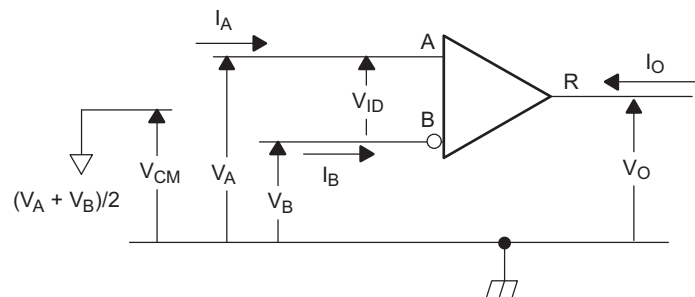 I_A
A
I_O
R
V_ID
B
V_CM
V_A
I_B
V_B
V_O
(V_A + V_B)/2